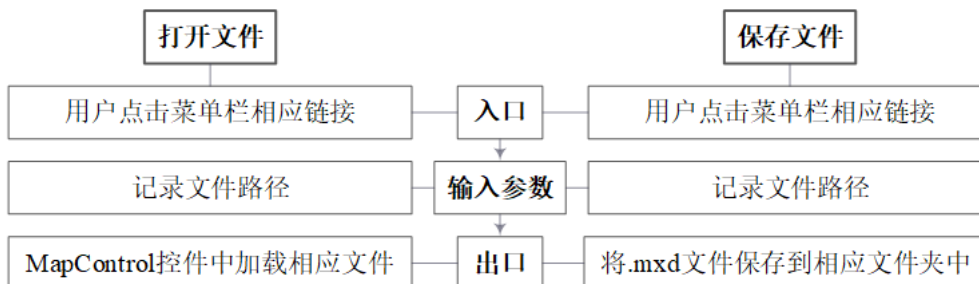 打开文件
保存文件
用户点击菜单栏相应链接
入口
用户点击菜单栏相应链接
记录文件路径
输入参数
记录文件路径
MapControl控件中加载相应文件
出口
将.mxd文件保存到相应文件夹中